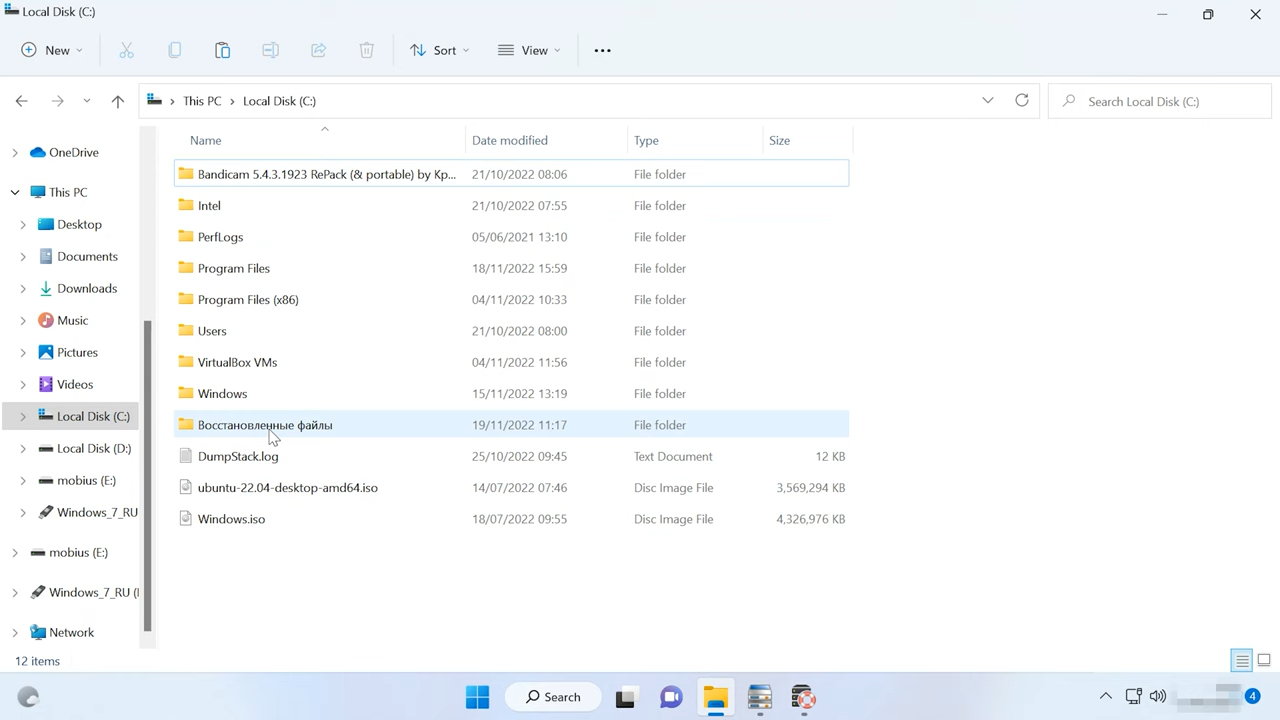 Local Disk (C:)
New
Sort
View
This PC
Local Disk (C:)
Search Local Disk (C:)
Name
Date modified
Type
Size
OneDrive
This PC
Desktop
Documents
Downloads
Music
Pictures
Videos
Local Disk (C:)
Local Disk (D:)
mobius (E:)
Windows_7_RU
mobius (E:)
Windows_7_RU (
Network
Bandicam 5.4.3.1923 RePack (& portable) by Kp... 21/10/2022 08:06 File folder
Intel 21/10/2022 07:55 File folder
PerfLogs 05/06/2021 13:10 File folder
Program Files 18/11/2022 15:59 File folder
Program Files (x86) 04/11/2022 10:33 File folder
Users 21/10/2022 08:00 File folder
VirtualBox VMs 04/11/2022 11:56 File folder
Windows 15/11/2022 13:19 File folder
Восстановленные файлы 19/11/2022 11:17 File folder
DumpStack.log 25/10/2022 09:45 Text Document 12 KB
ubuntu-22.04-desktop-amd64.iso 14/07/2022 07:46 Disc Image File 3,569,294 KB
Windows.iso 18/07/2022 09:55 Disc Image File 4,326,976 KB
12 items
Search
4